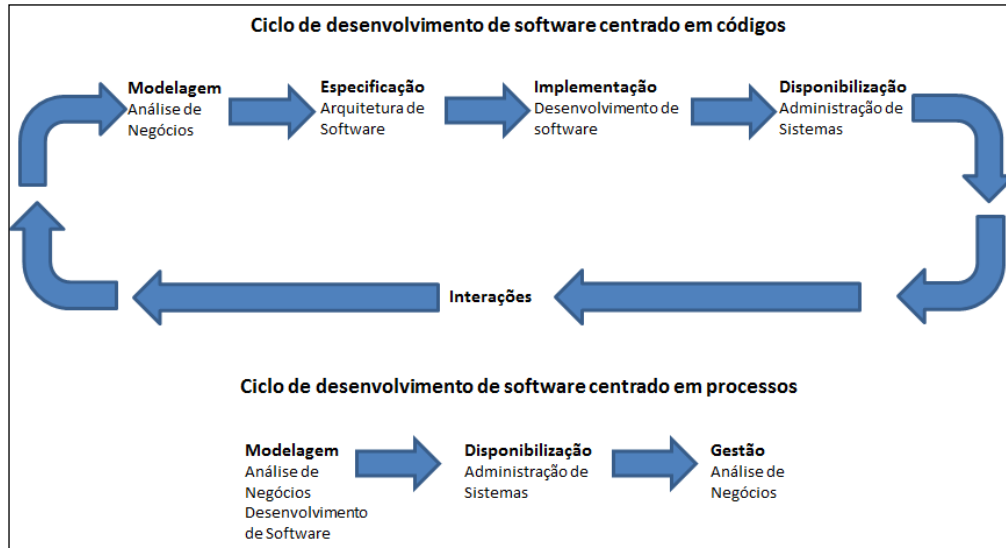 Ciclo de desenvolvimento de software centrado em códigos
Modelagem
Análise de
Negócios
Especificação
Arquitetura de
Software
Implementação
Desenvolvimento de
software
Disponibilização
Administração de
Sistemas
Interações
Ciclo de desenvolvimento de software centrado em processos
Modelagem
Análise de
Negócios
Desenvolvimento
de Software
Disponibilização
Administração de
Sistemas
Gestão
Análise de
Negócios